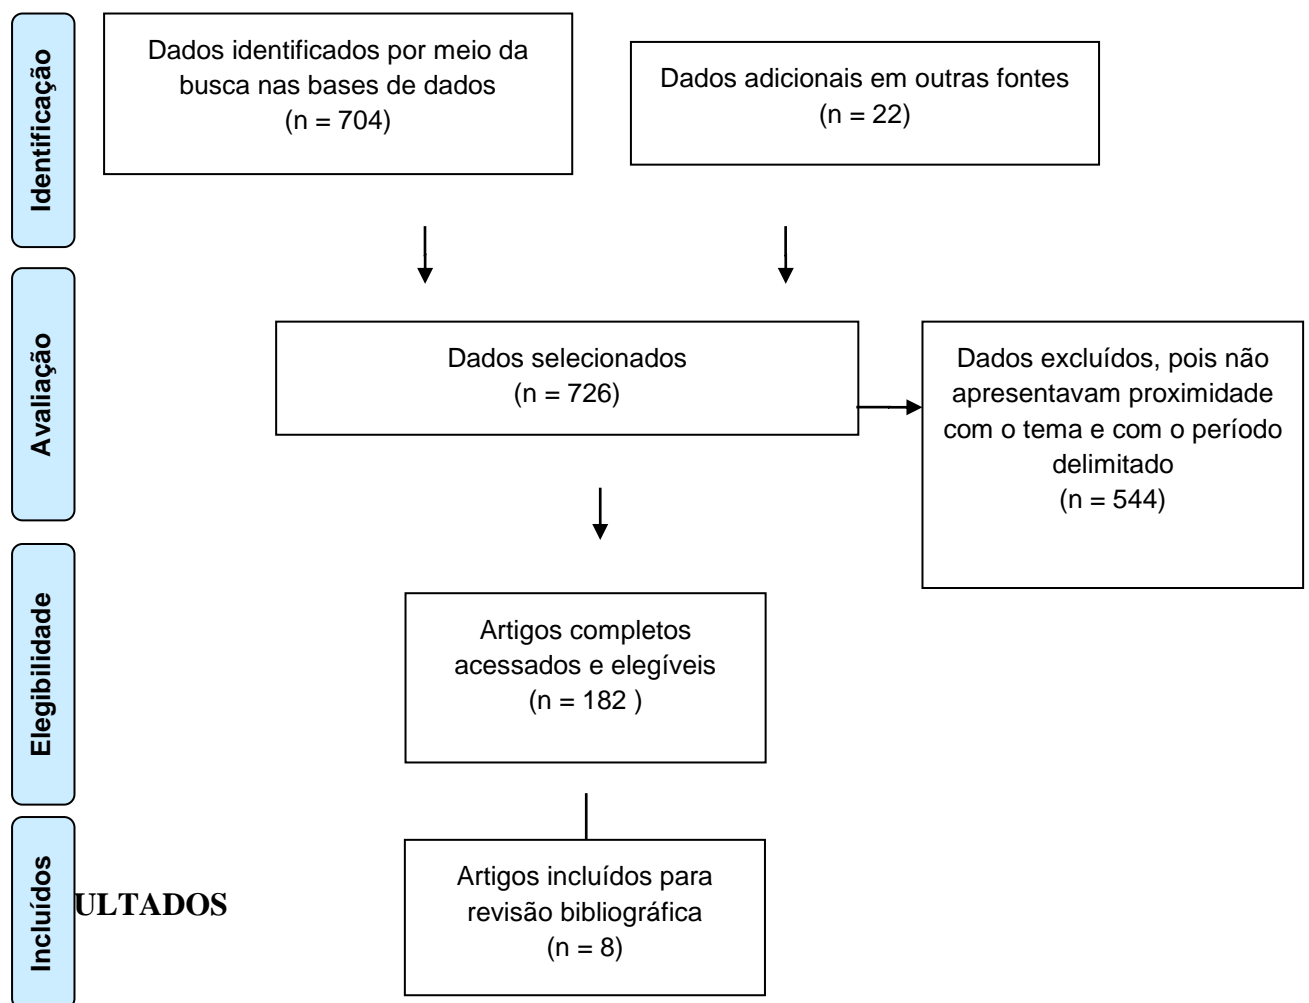 Identificação
Dados identificados por meio da
busca nas bases de dados
(n = 704)
Dados adicionais em outras fontes
(n = 22)
Avaliação
Dados selecionados
(n = 726)
Dados excluídos, pois não
apresentavam proximidade
com o tema e com o período
delimitado
(n = 544)
Elegibilidade
Artigos completos
acessados e elegíveis
(n = 182 )
Incluídos
ULTADOS
Artigos incluídos para
revisão bibliográfica
(n = 8)